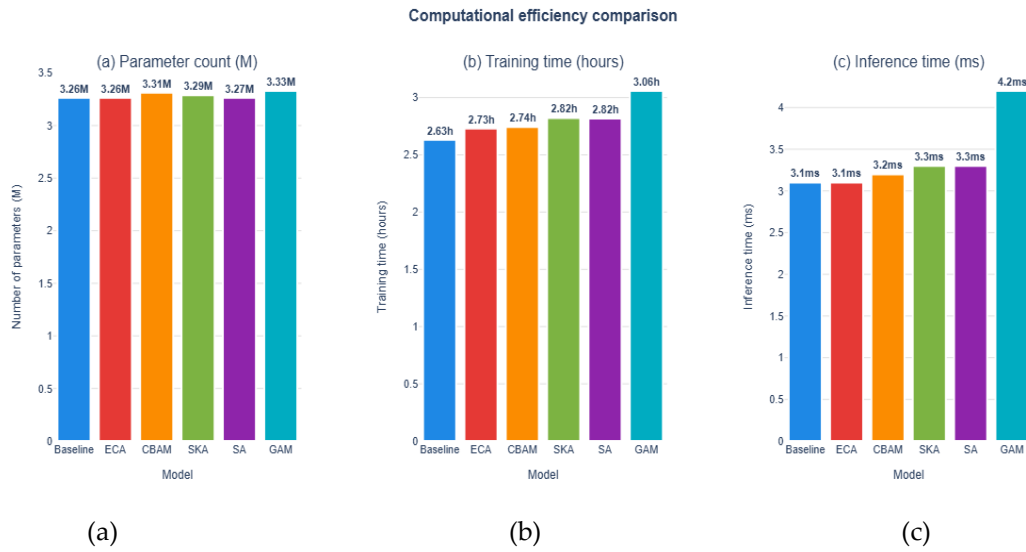 Computational efficiency comparison
(a) Parameter count (M)
3.5
3
2.5
2
1.5
1
0.5
0
Number of parameters (M)
3.26M
3.26M
3.31M
3.29M
3.27M
3.33M
Baseline ECA CBAM SKA SA GAM
Model
(b) Training time (hours)
3
2.5
2
1.5
1
0.5
0
Training time (hours)
2.63h
2.73h
2.74h
2.82h
2.82h
3.06h
Baseline ECA CBAM SKA SA GAM
Model
(c) Inference time (ms)
4
3.5
3
2.5
2
1.5
1
0.5
0
Inference time (ms)
3.1ms
3.1ms
3.2ms
3.3ms
3.3ms
4.2ms
Baseline ECA CBAM SKA SA GAM
Model
(a) (b) (c)